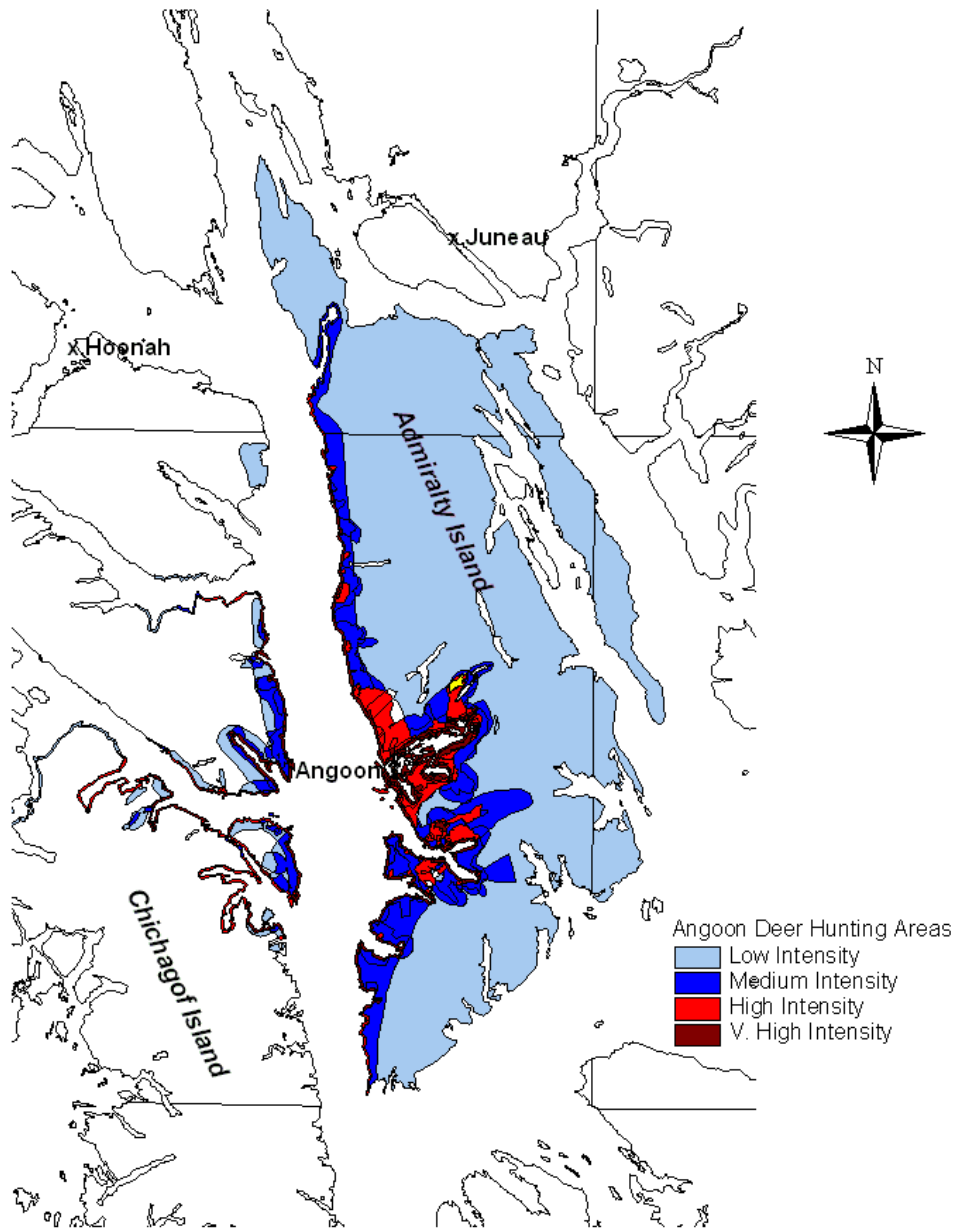 x Juneau
x Hoonah
N
Admiralty Island
Angoon
Chichagof Island
Angoon Deer Hunting Areas
Low Intensity
Medium Intensity
High Intensity
V. High Intensity